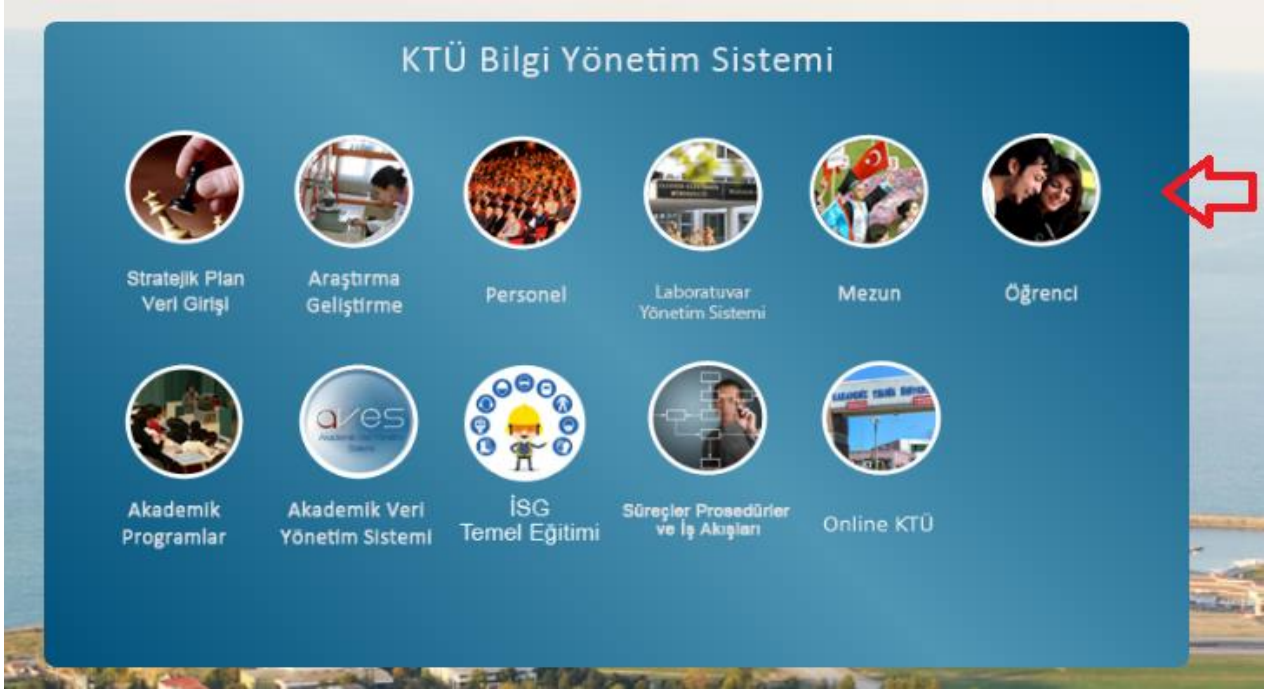 KTÜ Bilgi Yönetim Sistemi
Stratejik Plan
Veri Girişi
Araştırma
Geliştirme
Personel
Laboratuvar
Yönetim Sistemi
Mezun
Öğrenci
aves
Akademik
Programlar
Akademik Veri
Yönetim Sistemi
İSG
Temel Eğitimi
Süreçler Prosedürler
ve İş Akışları
Online KTÜ